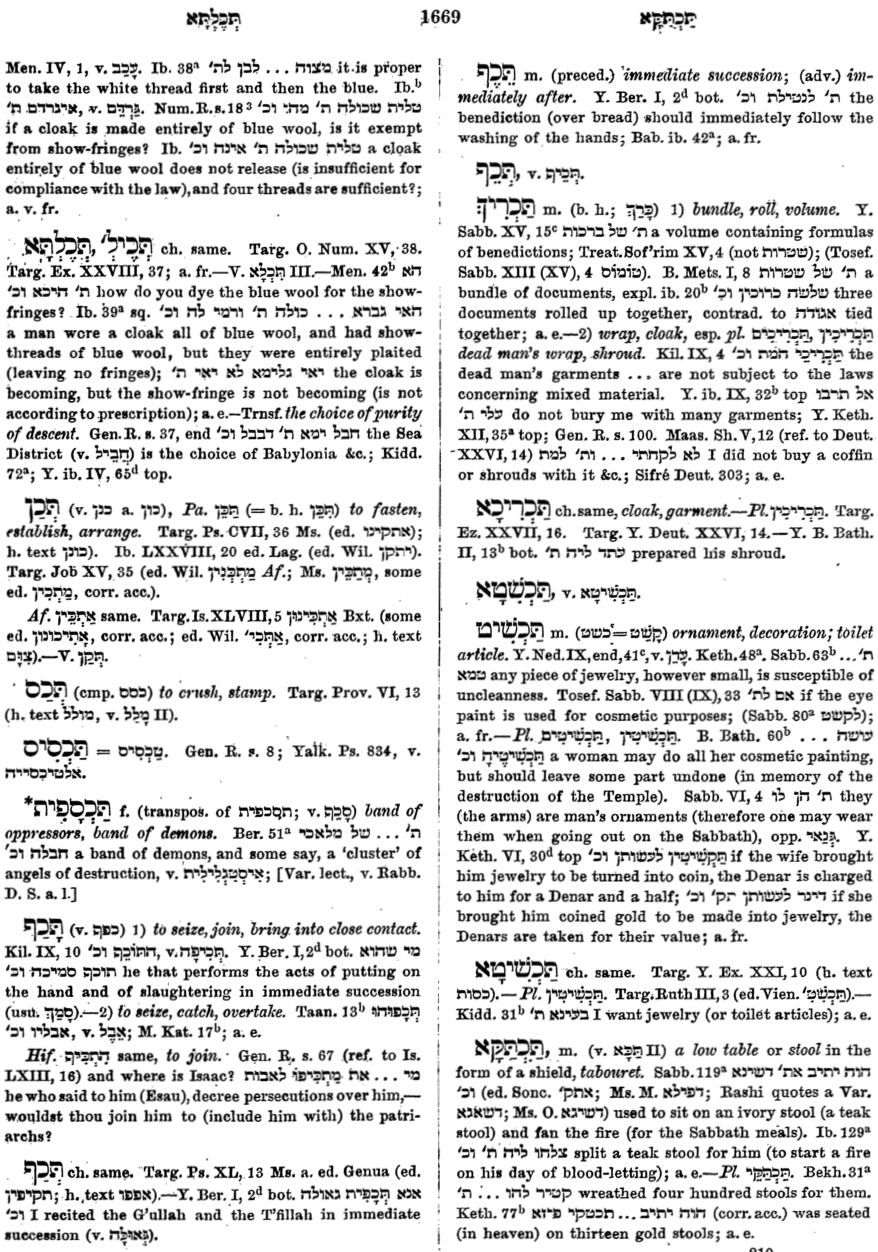 תְּכֶלְתָּא 1669 תַּכְתֻּקָא
Men. IV, 1, v. עָכַב. Ib. 38ᵃ מצוה ... לבן לת׳ it is proper
to take the white thread first and then the blue. Ib.ᵇ
ת׳ אִיגרדם, v. גַּרְדֹּם. Num. R. s. 18³ טלית שכולה ת׳ מהו וכ׳
if a cloak is made entirely of blue wool, is it exempt
from show-fringes? Ib. טלית שכולה ת׳ אינה וכ׳ a cloak
entirely of blue wool does not release (is insufficient for
compliance with the law), and four threads are sufficient?;
a. v. fr.
תְּכֶלְתָּא, תְּכֵיל׳ ch. same. Targ. O. Num. XV, 38.
Targ. Ex. XXVIII, 37; a. fr.—V. תִּכְלָא III.—Men. 42ᵇ הא
ת׳ היכא וכ׳ how do you dye the blue wool for the show-
fringes? Ib. 39ᵃ sq. האי גברא ... כולה ת׳ ורמי לה וכ׳
a man wore a cloak all of blue wool, and had show-
threads of blue wool, but they were entirely plaited
(leaving no fringes); יאי גלימא לא יאי ת׳ the cloak is
becoming, but the show-fringe is not becoming (is not
according to prescription); a. e.—Trnsf. the choice of purity
of descent. Gen. R. s. 37, end חבל ימא ת׳ דבבל וכ׳ the Sea
District (v. חֲבֵיל) is the choice of Babylonia &c.; Kidd.
72ᵃ; Y. ib. IV, 65ᵈ top.
תְּכַן (v. כנן a. כון), Pa. תַּכֵּן (= b. h. תִּכֵּן) to fasten,
establish, arrange. Targ. Ps. CVII, 36 Ms. (ed. אתקינו;
h. text כונן). Ib. LXXVIII, 20 ed. Lag. (ed. Wil. יתקן).
Targ. Job XV, 35 (ed. Wil. מַתְכְּנִין Af.; Ms. מְתַכֵּין, some
ed. מַתְכֵין, corr. acc.).
Af. אַתְכֵּין same. Targ. Is. XLVIII, 5 אַתְכֵּינוּן Bxt. (some
ed. אֲתִיכוּנוּן, corr. acc.; ed. Wil. אַתְּכֵי׳, corr. acc.; h. text
צִוָּם).—V. תְּקַן.
תְּכַס (cmp. כסס) to crush, stamp. Targ. Prov. VI, 13
(h. text מולל, v. מָלַל II).
תַּכְסִיס = טַכְסִיס. Gen. R. s. 8; Yalk. Ps. 834, v.
אלטיכסייה.
*תַּכְסְפִית f. (transpos. of תסכפית; v. סָכַף) band of
oppressors, band of demons. Ber. 51ᵃ ת׳ ... של מלאכי
חבלה וכ׳ a band of demons, and some say, a ‘cluster’ of
angels of destruction, v. אִיסְטַגְלִילִית; [Var. lect., v. Rabb.
D. S. a. l.]
תָּכַף (v. כפף) 1) to seize, join, bring into close contact.
Kil. IX, 10 התּוֹכֵף וכ׳, v. תְּכִיפָה. Y. Ber. I, 2ᵈ bot. מי שהוא
תוכף סמיכה וכ׳ he that performs the acts of putting on
the hand and of slaughtering in immediate succession
(usu. סָמַךְ).—2) to seize, catch, overtake. Taan. 13ᵇ תְּכָפוּהוּ
אבליו וכ׳, v. אֵבֶל; M. Kat. 17ᵇ; a. e.
Hif. הִתְכִּיף same, to join. Gen. R. s. 67 (ref. to Is.
LXIII, 16) and where is Isaac? מי ... את מַתְכִּיפוֹ לאבות
he who said to him (Esau), decree persecutions over him,—
wouldst thou join him to (include him with) the patri-
archs?
תְּכַף ch. same. Targ. Ps. XL, 13 Ms. a. ed. Genua (ed.
תקיפין; h. text אפפו).—Y. Ber. I, 2ᵈ bot. אנא תְּכָפִית גאולה
וכ׳ I recited the G’ullah and the T’fillah in immediate
succession (v. גְּאוּלָּה).
תֵּכֶף m. (preced.) immediate succession; (adv.) im-
mediately after. Y. Ber. I, 2ᵈ bot. ת׳ לנטילת וכ׳ the
benediction (over bread) should immediately follow the
washing of the hands; Bab. ib. 42ᵃ; a. fr.
תְּכֵף, v. תְּכֵיף.
תַּכְרִיךְ m. (b. h.; כָּרַךְ) 1) bundle, roll, volume. Y.
Sabb. XV, 15ᶜ ת׳ של ברכות a volume containing formulas
of benedictions; Treat. Sof’rim XV, 4 (not שטרות); (Tosef.
Sabb. XIII (XV), 4 טומוס). B. Mets. I, 8 ת׳ של שטרות a
bundle of documents, expl. ib. 20ᵇ שלשה כרוכין וכ׳ three
documents rolled up together, contrad. to אגודה tied
together; a. e.—2) wrap, cloak, esp. pl. תַּכְרִיכִין, תַּכְרִיכִים
dead man’s wrap, shroud. Kil. IX, 4 תַּכְרִיכֵי המת וכ׳ the
dead man’s garments ... are not subject to the laws
concerning mixed material. Y. ib. IX, 32ᵇ top אל תרבו
עלי ת׳ do not bury me with many garments; Y. Keth.
XII, 35ᵃ top; Gen. R. s. 100. Maas. Sh. V, 12 (ref. to Deut.
XXVI, 14) לא לקחתי ... ות׳ למת I did not buy a coffin
or shrouds with it &c.; Sifré Deut. 303; a. e.
תַּכְרִיכָא ch. same, cloak, garment.—Pl. תַּכְרִיכִין. Targ.
Ez. XXVII, 16. Targ. Y. Deut. XXVI, 14.—Y. B. Bath.
II, 13ᵇ bot. עתד ליה ת׳ prepared his shroud.
תַּכְשִׁטָא, v. תַּכְשִׁיטָא.
תַּכְשִׁיט m. (כשט=קָשַׁט) ornament, decoration; toilet
article. Y. Ned. IX, end, 41ᶜ, v. עָדַן. Keth. 48ᵃ. Sabb. 63ᵇ ת׳ ...
טמא any piece of jewelry, however small, is susceptible of
uncleanness. Tosef. Sabb. VIII (IX), 33 אם לת׳ if the eye
paint is used for cosmetic purposes; (Sabb. 80ᵃ לקשט);
a. fr.—Pl. תַּכְשִׁיטִין, תַּכְשִׁיטִים. B. Bath. 60ᵇ עושה ...
תַּכְשִׁיטֶיהָ וכ׳ a woman may do all her cosmetic painting,
but should leave some part undone (in memory of the
destruction of the Temple). Sabb. VI, 4 ת׳ הן לו they
(the arms) are man’s ornaments (therefore one may wear
them when going out on the Sabbath), opp. גְּנַאי. Y.
Keth. VI, 30ᵈ top תַּקְשִׁיטִין לעשותן וכ׳ if the wife brought
him jewelry to be turned into coin, the Denar is charged
to him for a Denar and a half; דינר לעשותן תק׳ וכ׳ if she
brought him coined gold to be made into jewelry, the
Denars are taken for their value; a. fr.
תַּכְשִׁיטָא ch. same. Targ. Y. Ex. XXI, 10 (h. text
כסות).—Pl. תַּכְשִׁיטִין. Targ. Ruth III, 3 (ed. Vien. תַּכְשִׁט׳).—
Kidd. 31ᵇ בעינא ת׳ I want jewelry (or toilet articles); a. e.
תַּכְתְּקָא, m. (v. תַּכָּא II) a low table or stool in the
form of a shield, tabouret. Sabb. 119ᵃ הוה יתיב את׳ דשינא
וכ׳ (ed. Sonc. אתק׳; Ms. M. דפילא; Rashi quotes a Var.
דשאגא; Ms. O. דשיגא) used to sit on an ivory stool (a teak
stool) and fan the fire (for the Sabbath meals). Ib. 129ᵃ
צלחו ליה ת׳ וכ׳ split a teak stool for him (to start a fire
on his day of blood-letting); a. e.—Pl. תַּכְתְּקֵי. Bekh. 31ᵃ
ת׳ ... קטיר להו wreathed four hundred stools for them.
Keth. 77ᵇ הוה יתיב ... תכטקי פיזא (corr. acc.) was seated
(in heaven) on thirteen gold stools; a. e.